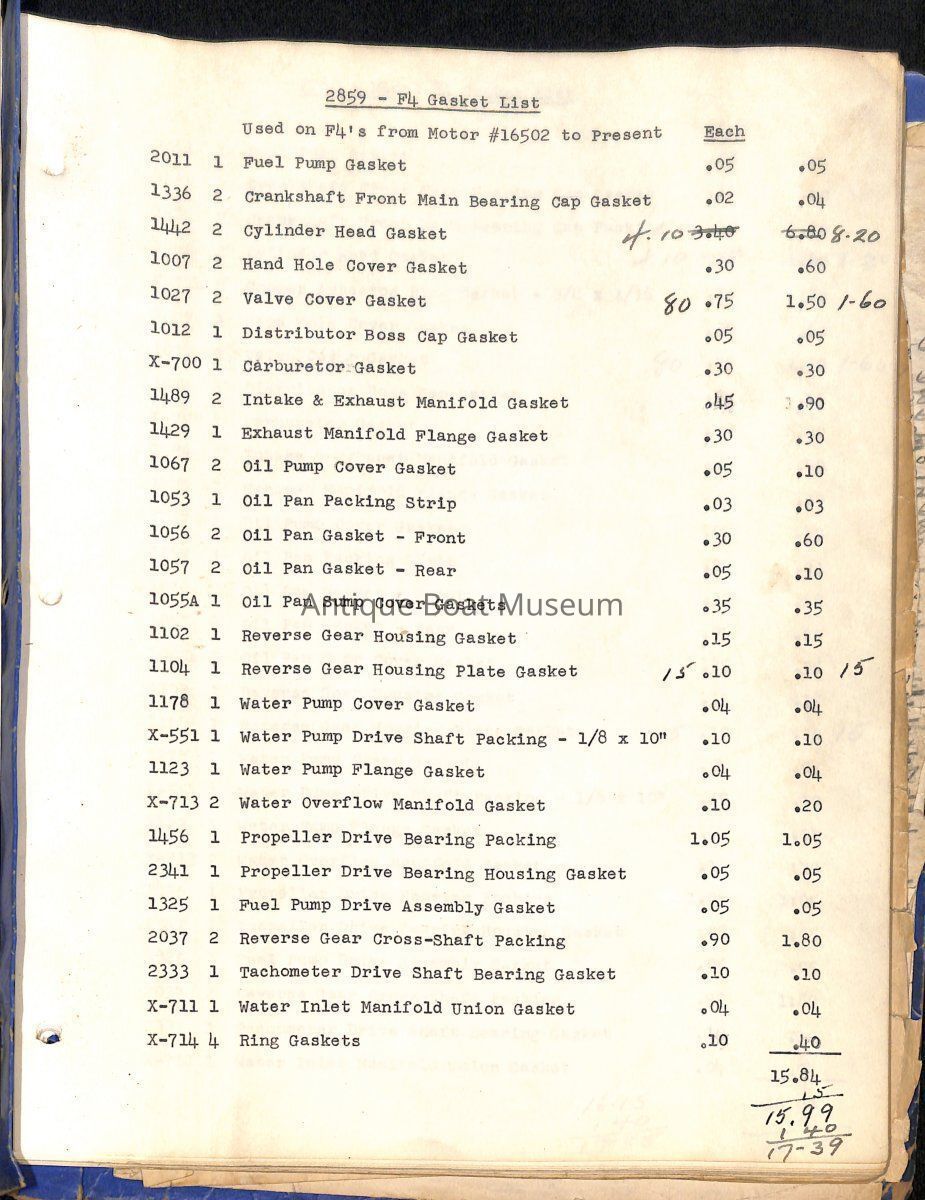 2859 - F4 Gasket List
Used on F4's from Motor #16502 to Present Each
2011 1 Fuel Pump Gasket .05 .05
1336 2 Crankshaft Front Main Bearing Cap Gasket .02 .04
1442 2 Cylinder Head Gasket 4.10 3.40 6.80 8-20
1007 2 Hand Hole Cover Gasket .30 .60
1027 2 Valve Cover Gasket 80 .75 1.50 1-60
1012 1 Distributor Boss Cap Gasket .05 .05
X-700 1 Carburetor Gasket .30 .30
1489 2 Intake & Exhaust Manifold Gasket .45 .90
1429 1 Exhaust Manifold Flange Gasket .30 .30
1067 2 Oil Pump Cover Gasket .05 .10
1053 1 Oil Pan Packing Strip .03 .03
1056 2 Oil Pan Gasket - Front .30 .60
1057 2 Oil Pan Gasket - Rear .05 .10
1055A 1 Oil Pan Sump Cover Gaskets .35 .35
Antique Boat Museum
1102 1 Reverse Gear Housing Gasket .15 .15
1104 1 Reverse Gear Housing Plate Gasket 15 .10 .10 15
1178 1 Water Pump Cover Gasket .04 .04
X-551 1 Water Pump Drive Shaft Packing - 1/8 x 10" .10 .10
1123 1 Water Pump Flange Gasket .04 .04
X-713 2 Water Overflow Manifold Gasket .10 .20
1456 1 Propeller Drive Bearing Packing 1.05 1.05
2341 1 Propeller Drive Bearing Housing Gasket .05 .05
1325 1 Fuel Pump Drive Assembly Gasket .05 .05
2037 2 Reverse Gear Cross-Shaft Packing .90 1.80
2333 1 Tachometer Drive Shaft Bearing Gasket .10 .10
X-711 1 Water Inlet Manifold Union Gasket .04 .04
X-714 4 Ring Gaskets .10 .40
15.84
15
15.99
1 40
17-39